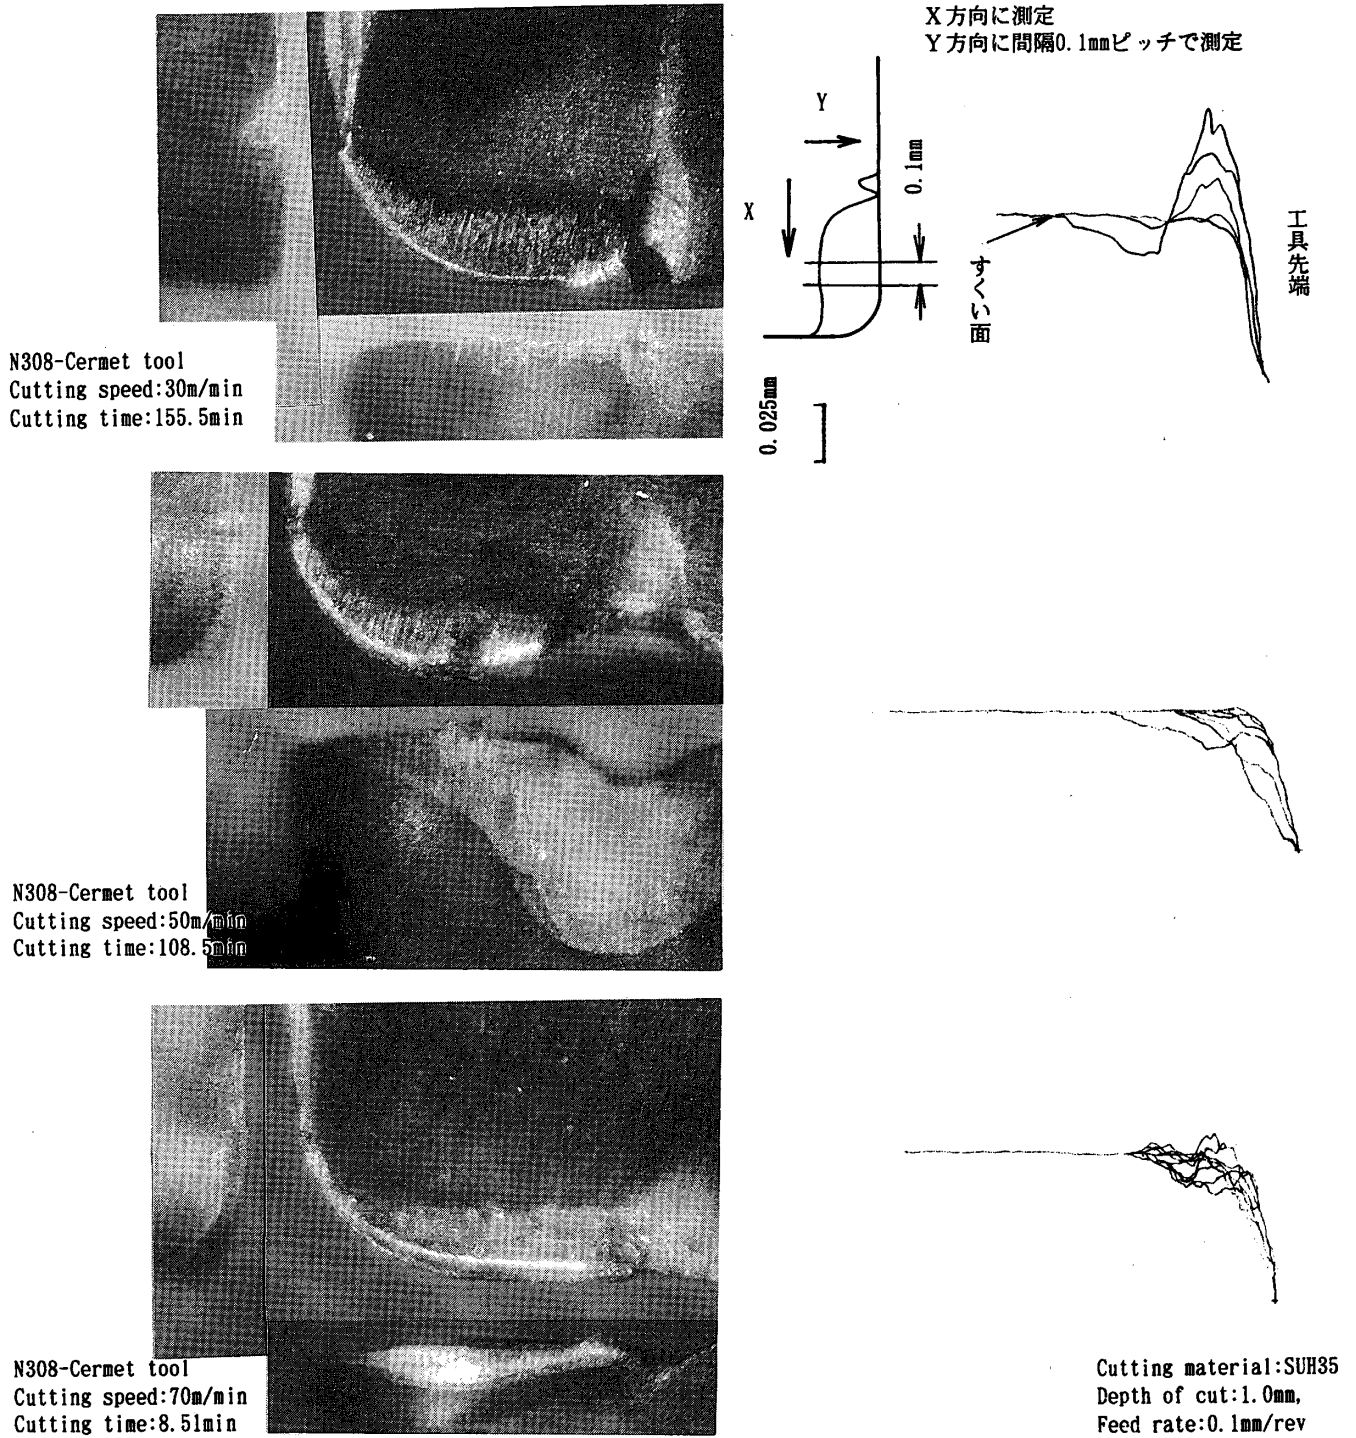 X方向に測定
Y方向に間隔0.1mmピッチで測定
Y
X
0.1mm
すくい面
工具先端
0.025mm
N308-Cermet tool
Cutting speed:30m/min
Cutting time:155.5min
N308-Cermet tool
Cutting speed:50m/min
Cutting time:108.5min
N308-Cermet tool
Cutting speed:70m/min
Cutting time:8.51min
Cutting material:SUH35
Depth of cut:1.0mm,
Feed rate:0.1mm/rev